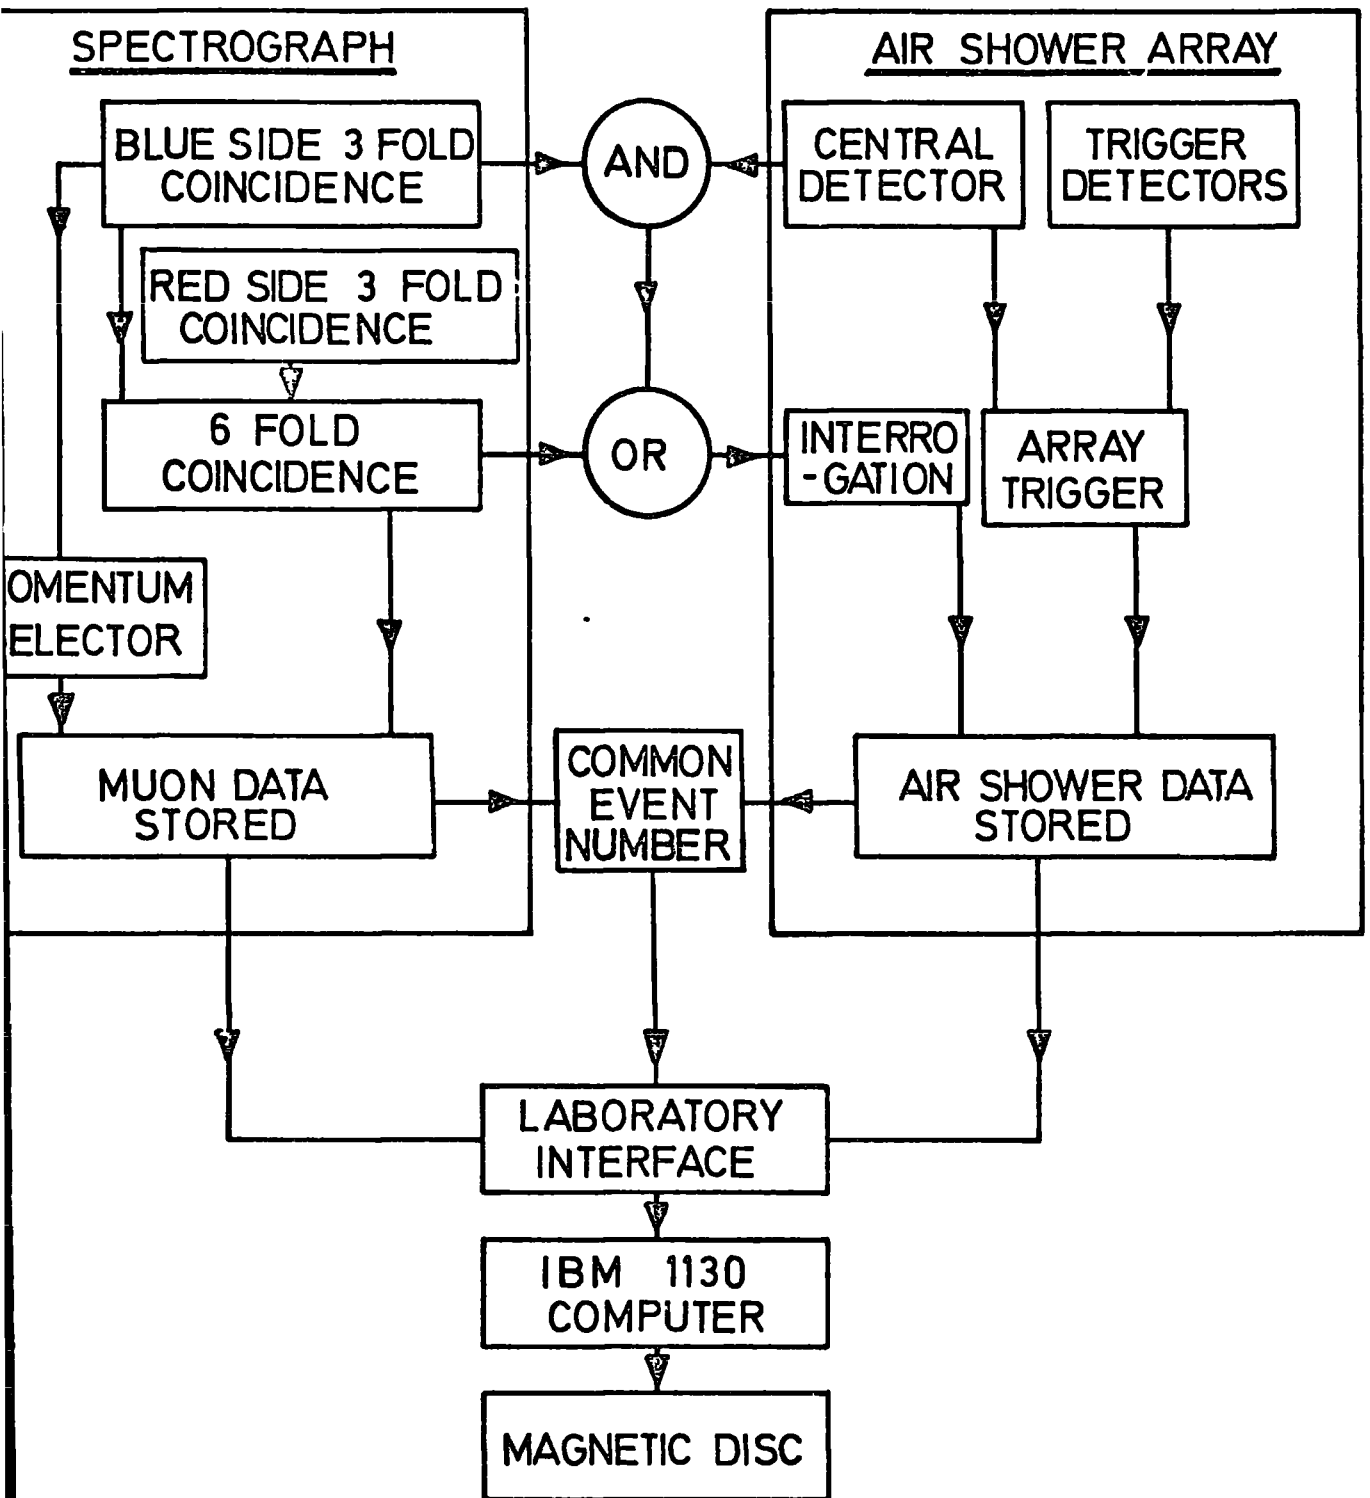 SPECTROGRAPH
AIR SHOWER ARRAY
BLUE SIDE 3 FOLD
COINCIDENCE
AND
CENTRAL
DETECTOR
TRIGGER
DETECTORS
RED SIDE 3 FOLD
COINCIDENCE
6 FOLD
COINCIDENCE
OR
INTERRO
-GATION
ARRAY
TRIGGER
OMENTUM
ELECTOR
MUON DATA
STORED
COMMON
EVENT
NUMBER
AIR SHOWER DATA
STORED
LABORATORY
INTERFACE
IBM 1130
COMPUTER
MAGNETIC DISC